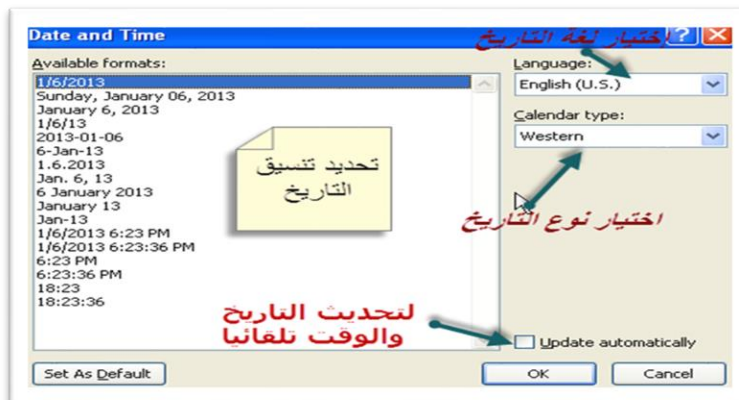 Date and Time
اختيار لغة التاريخ
Available formats:
Language:
1/6/2013
Sunday, January 06, 2013
January 6, 2013
1/6/13
2013-01-06
6-Jan-13
1.6.2013
Jan. 6, 13
6 January 2013
January 13
Jan-13
1/6/2013 6:23 PM
1/6/2013 6:23:36 PM
6:23 PM
6:23:36 PM
18:23
18:23:36
English (U.S.)
Calendar type:
Western
تحديد تنسيق
التاريخ
اختيار نوع التاريخ
لتحديث التاريخ
والوقت تلقائيا
Update automatically
Set As Default
OK
Cancel